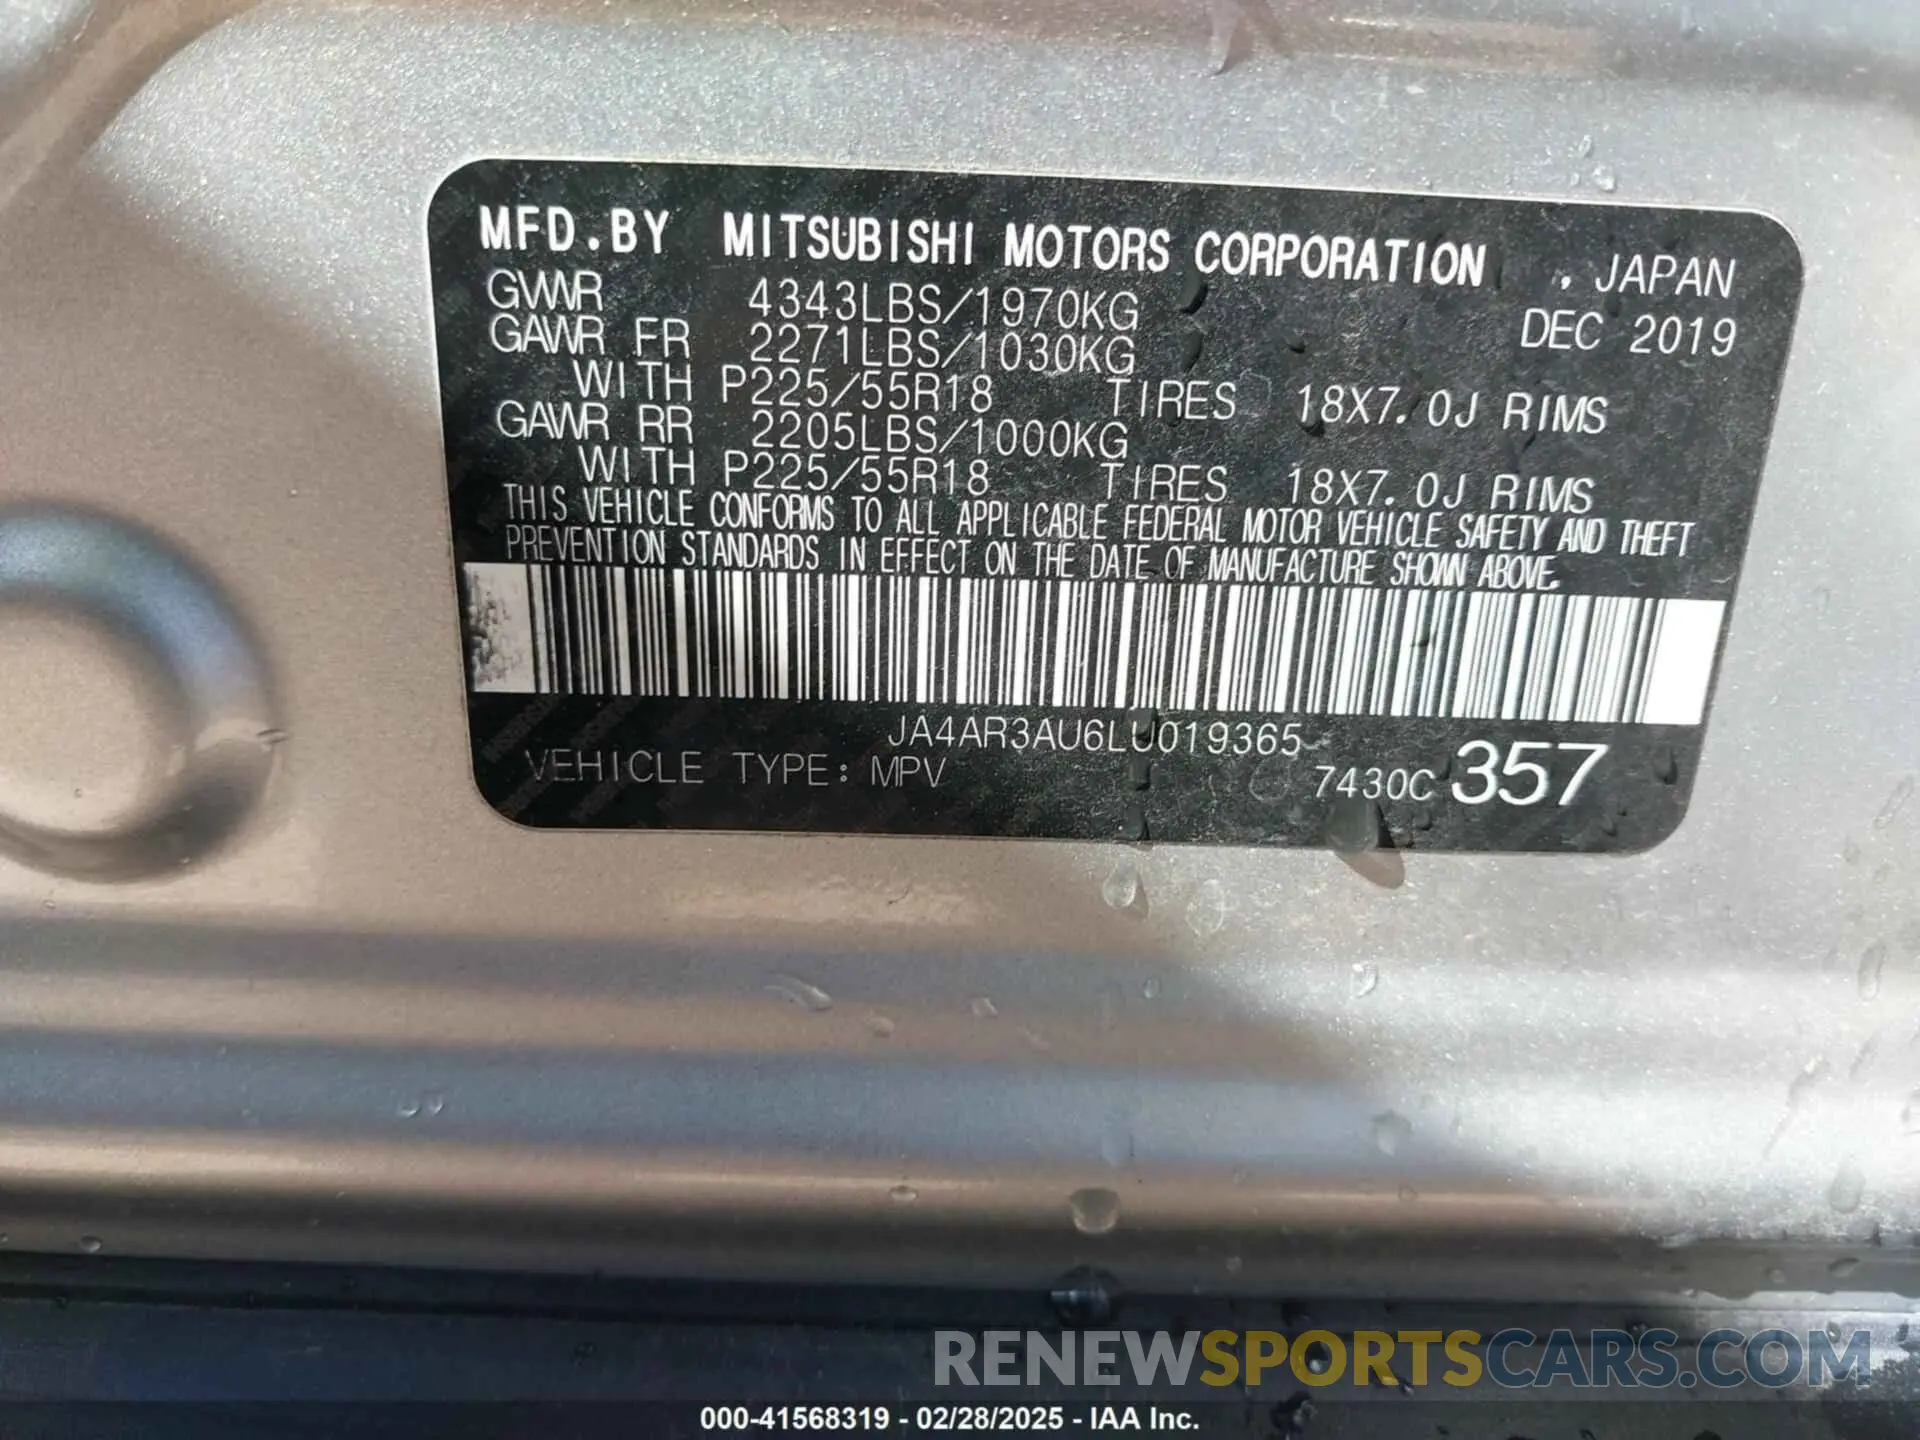 MFD.BY MITSUBISHI MOTORS CORPORATION , JAPAN
GVWR 4343LBS/1970KG DEC 2019
GAWR FR 2271LBS/1030KG
WITH P225/55R18 TIRES 18X7.0J RIMS
GAWR RR 2205LBS/1000KG
WITH P225/55R18 TIRES 18X7.0J RIMS
THIS VEHICLE CONFORMS TO ALL APPLICABLE FEDERAL MOTOR VEHICLE SAFETY AND THEFT
PREVENTION STANDARDS IN EFFECT ON THE DATE OF MANUFACTURE SHOWN ABOVE.
JA4AR3AU6LU019365
VEHICLE TYPE: MPV 7430C 357
RENEWSPORTSCARS.COM
000-41568319 - 02/28/2025 - IAA Inc.